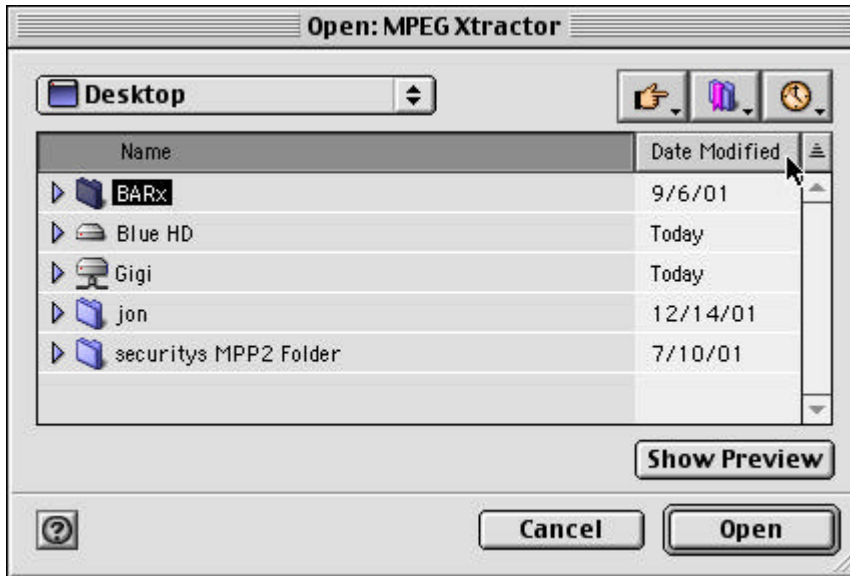 Open: MPEG Xtractor
Desktop
Name Date Modified
BARx 9/6/01
Blue HD Today
Gigi Today
jon 12/14/01
securitys MPP2 Folder 7/10/01
Show Preview
? Cancel Open